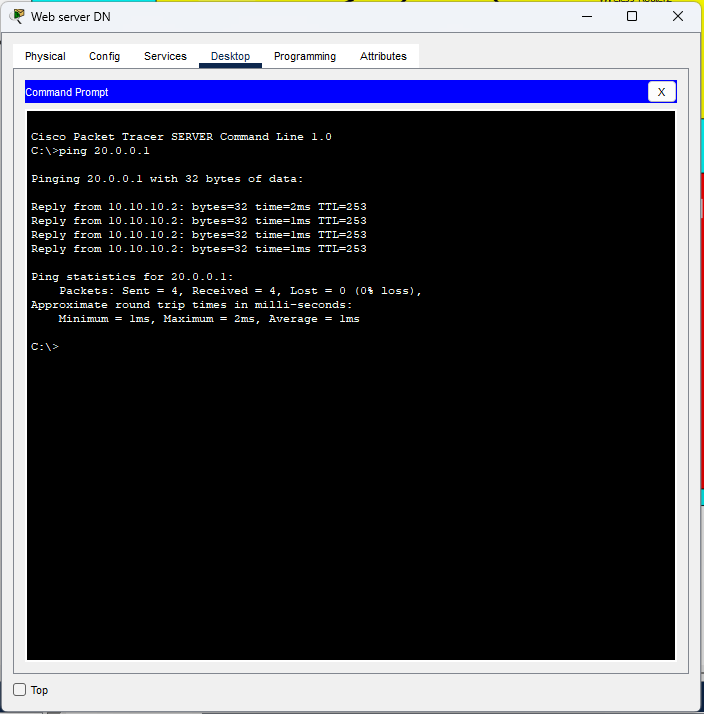 Web server DN
Physical Config Services Desktop Programming Attributes
Command Prompt X
Cisco Packet Tracer SERVER Command Line 1.0
C:\>ping 20.0.0.1
Pinging 20.0.0.1 with 32 bytes of data:
Reply from 10.10.10.2: bytes=32 time=2ms TTL=253
Reply from 10.10.10.2: bytes=32 time=1ms TTL=253
Reply from 10.10.10.2: bytes=32 time=1ms TTL=253
Reply from 10.10.10.2: bytes=32 time=1ms TTL=253
Ping statistics for 20.0.0.1:
Packets: Sent = 4, Received = 4, Lost = 0 (0% loss),
Approximate round trip times in milli-seconds:
Minimum = 1ms, Maximum = 2ms, Average = 1ms
C:\>
Top